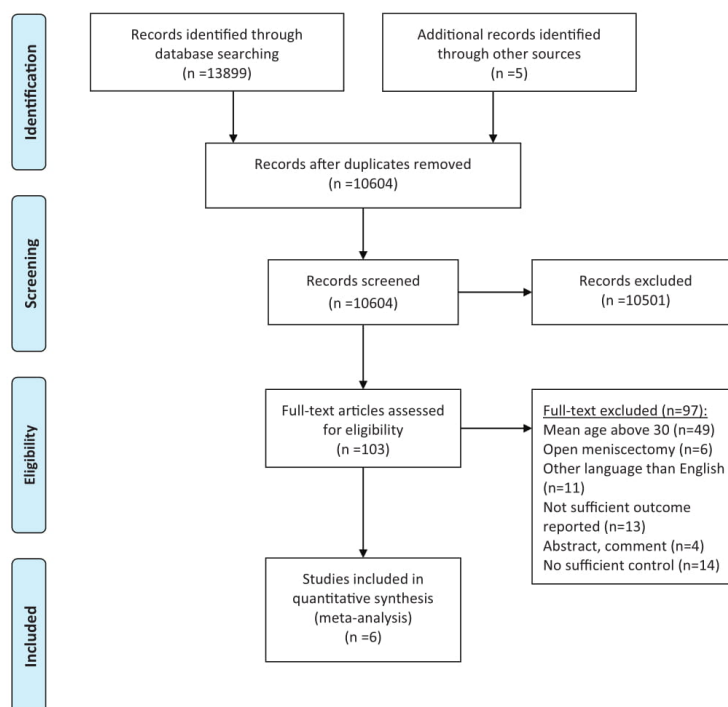 Identification
Records identified through
database searching
(n =13899)
Additional records identified
through other sources
(n =5)
Records after duplicates removed
(n =10604)
Screening
Records screened
(n =10604)
Records excluded
(n =10501)
Eligibility
Full-text articles assessed
for eligibility
(n =103)
Full-text excluded (n=97):
Mean age above 30 (n=49)
Open meniscectomy (n=6)
Other language than English
(n=11)
Not sufficient outcome
reported (n=13)
Abstract, comment (n=4)
No sufficient control (n=14)
Included
Studies included in
quantitative synthesis
(meta-analysis)
(n =6)